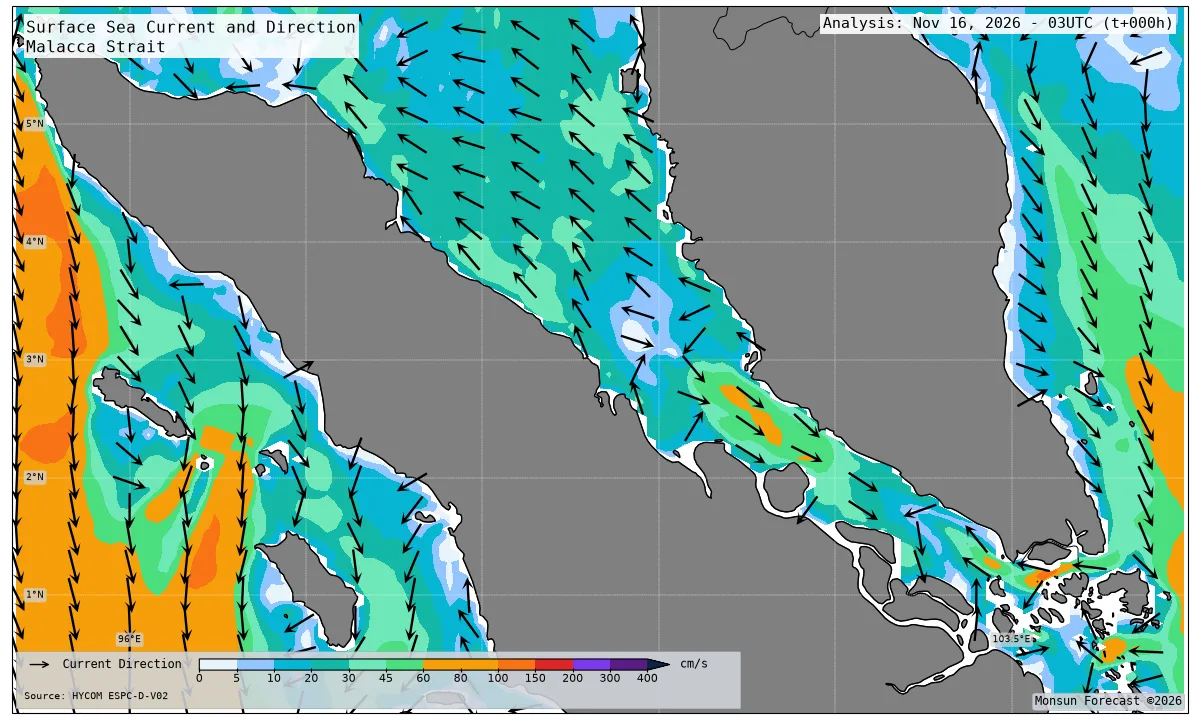 Surface Sea Current and Direction
Malacca Strait
Analysis: Nov 16, 2026 - 03UTC (t+000h)
5°N
4°N
3°N
2°N
1°N
96°E
103.5°E
Current Direction
0 5 10 20 30 45 60 80 100 150 200 300 400
cm/s
Source: HYCOM ESPC-D-V02
Monsun Forecast ©2026